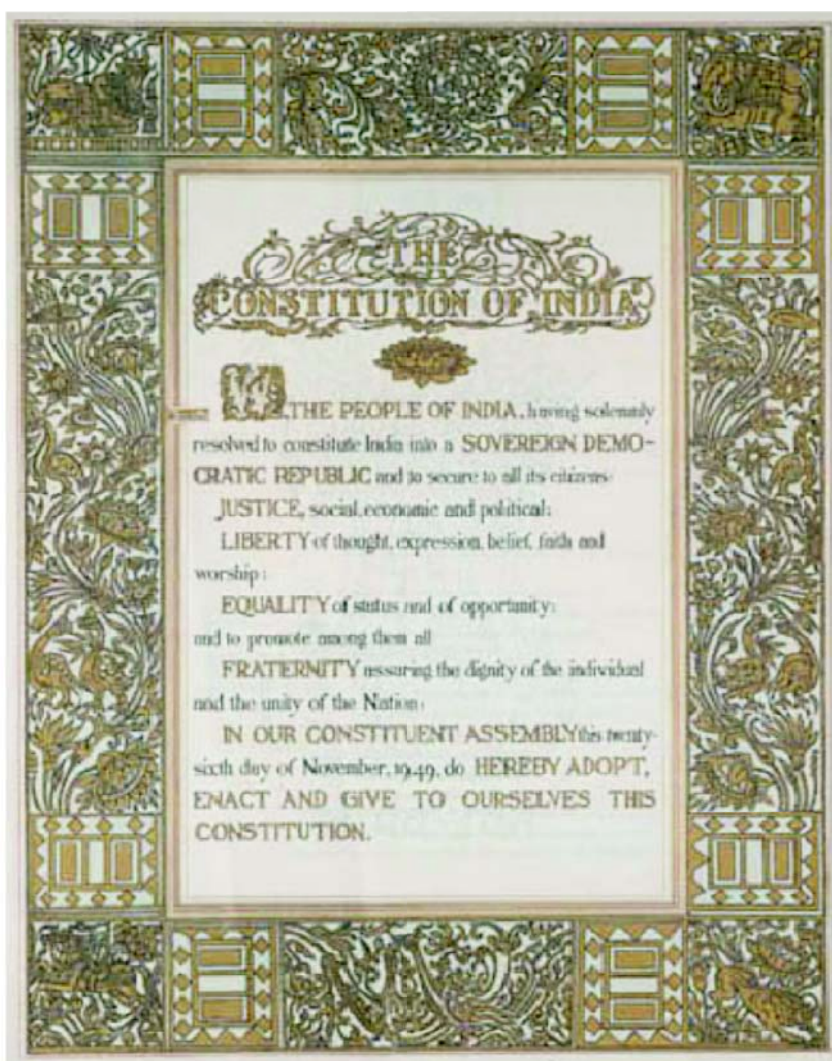 THE
CONSTITUTION OF INDIA
WE, THE PEOPLE OF INDIA, having solemnly
resolved to constitute India into a SOVEREIGN DEMO-
CRATIC REPUBLIC and to secure to all its citizens:
JUSTICE, social, economic and political;
LIBERTY of thought, expression, belief, faith and
worship;
EQUALITY of status and of opportunity;
and to promote among them all
FRATERNITY assuring the dignity of the individual
and the unity of the Nation;
IN OUR CONSTITUENT ASSEMBLY this twenty-
sixth day of November, 1949, do HEREBY ADOPT,
ENACT AND GIVE TO OURSELVES THIS
CONSTITUTION.